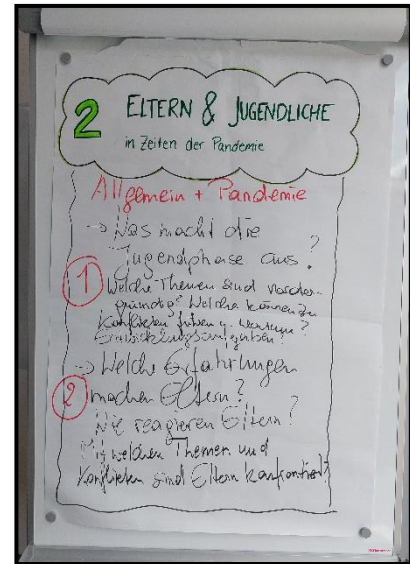 2 ELTERN & JUGENDLICHE
in Zeiten der Pandemie
Allgemein + Pandemie
→ Was macht die
Jugendphase aus?
1 Welche Themen sind vorder-
gründig? Welche können zu
Konflikten führen u. warum?
Entwicklungsaufgaben?
→ Welche Erfahrungen
2 machen Eltern?
Wie reagieren Eltern?
Mit welchen Themen und
Konflikten sind Eltern konfrontiert?